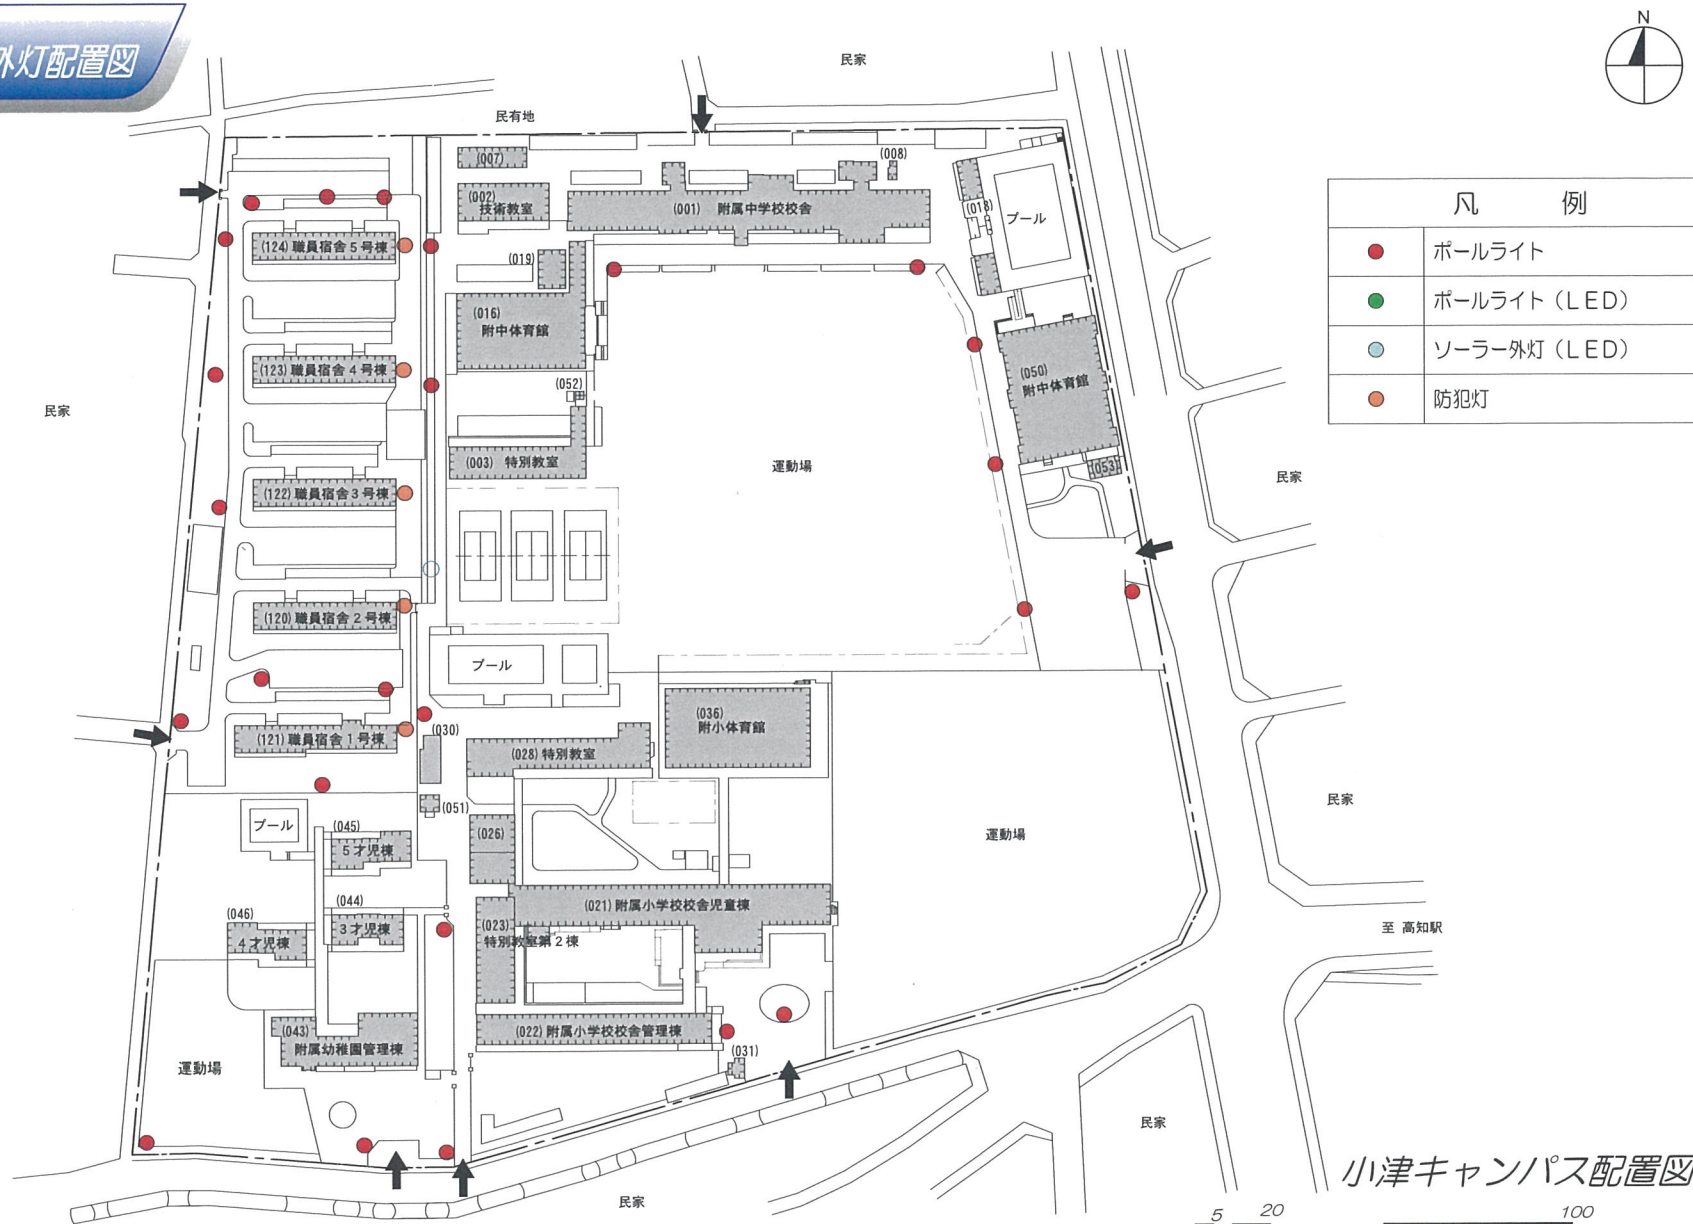 外灯配置図
N
民家
民有地
(007)
(008)
(002)
技術教室
(001) 附属中学校校舎
(018)
プール
凡 例
ポールライト
ポールライト（LED）
ソーラー外灯（LED）
防犯灯
(124) 職員宿舎5号棟
(019)
(016)
附中体育館
(123) 職員宿舎4号棟
(052)
(050)
附中体育館
民家
(003) 特別教室
運動場
(053)
民家
(122) 職員宿舎3号棟
(120) 職員宿舎2号棟
プール
(036)
附小体育館
(121) 職員宿舎1号棟
(030)
(028) 特別教室
民家
(051)
プール
(045)
5才児棟
(026)
運動場
(044)
3才児棟
(046)
4才児棟
(021) 附属小学校校舎児童棟
(023)
特別教室第2棟
至 高知駅
(043)
附属幼稚園管理棟
(022) 附属小学校校舎管理棟
(031)
運動場
民家
民家
小津キャンパス配置図
5 20 100